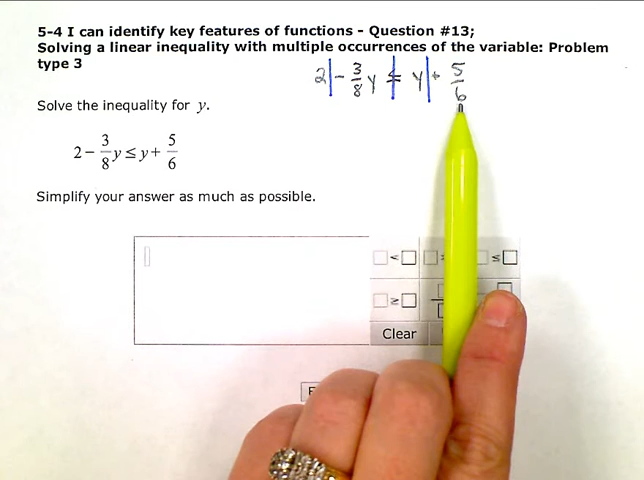 5-4 I can identify key features of functions - Question #13;
Solving a linear inequality with multiple occurrences of the variable: Problem
type 3
2 - 3/8 y = y + 5/6
Solve the inequality for y.
2 - 3/8 y ≤ y + 5/6
Simplify your answer as much as possible.
□<□
□≤□
□≥□
Clear